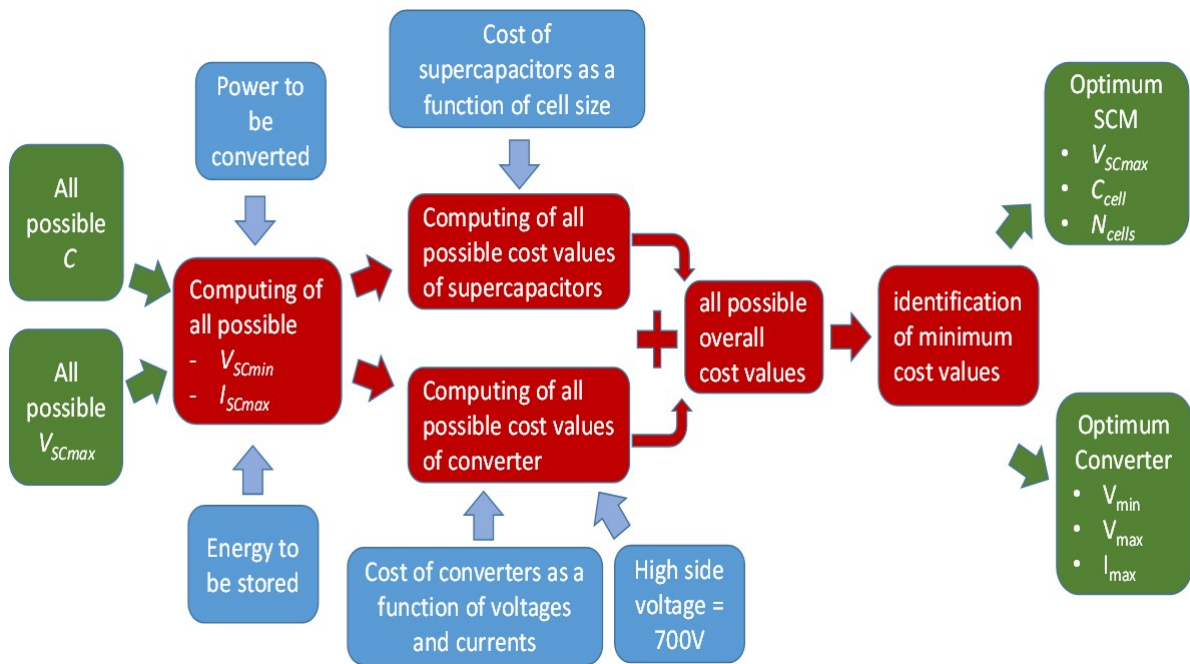 All
possible
C
All
possible
V_SCmax
Power to
be
converted
Computing of
all possible
- V_SCmin
- I_SCmax
Energy to
be stored
Cost of
supercapacitors as a
function of cell size
Computing of all
possible cost values
of supercapacitors
Computing of all
possible cost values
of converter
Cost of converters as a
function of voltages
and currents
High side
voltage =
700V
all possible
overall
cost values
identification
of minimum
cost values
Optimum
SCM
• V_SCmax
• C_cell
• N_cells
Optimum
Converter
• V_min
• V_max
• I_max